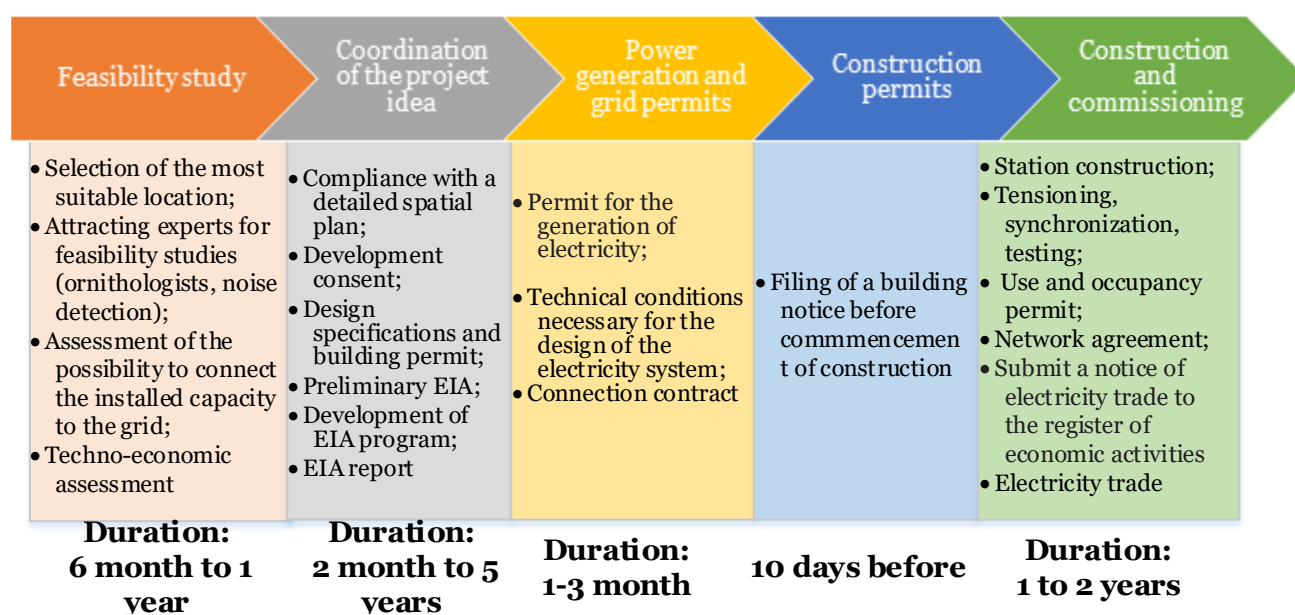 Feasibility study
Coordination
of the project
idea
Power
generation and
grid permits
Construction
permits
Construction
and
commissioning
• Selection of the most
suitable location;
• Attracting experts for
feasibility studies
(ornithologists, noise
detection);
• Assessment of the
possibility to connect
the installed capacity
to the grid;
• Techno-economic
assessment
• Compliance with a
detailed spatial
plan;
• Development
consent;
• Design
specifications and
building permit;
• Preliminary EIA;
• Development of
EIA program;
• EIA report
• Permit for the
generation of
electricity;
• Technical conditions
necessary for the
design of the
electricity system;
• Connection contract
• Filing of a building
notice before
commmencemen
t of construction
• Station construction;
• Tensioning,
synchronization,
testing;
• Use and occupancy
permit;
• Network agreement;
• Submit a notice of
electricity trade to
the register of
economic activities
• Electricity trade
Duration:
6 month to 1
year
Duration:
2 month to 5
years
Duration:
1-3 month
10 days before
Duration:
1 to 2 years